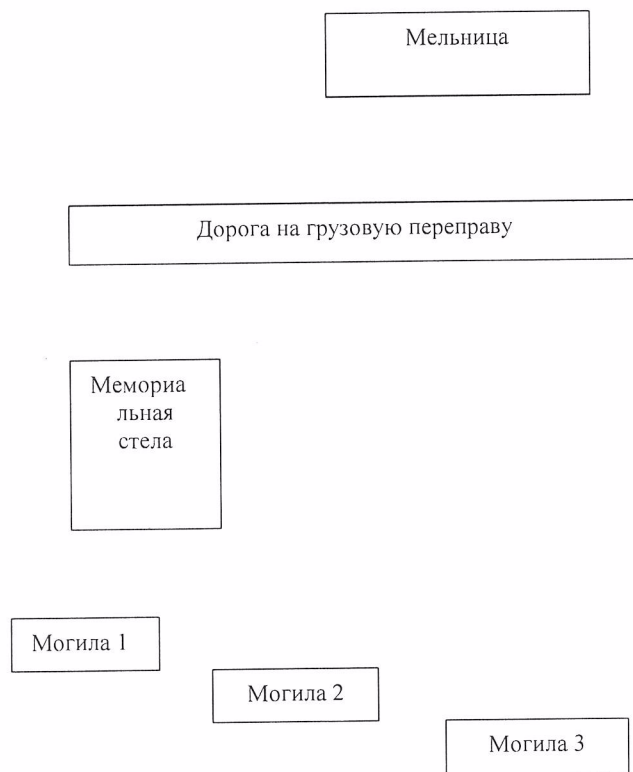 Мельница
Дорога на грузовую переправу
Мемориа
льная
стела
Могила 1
Могила 2
Могила 3